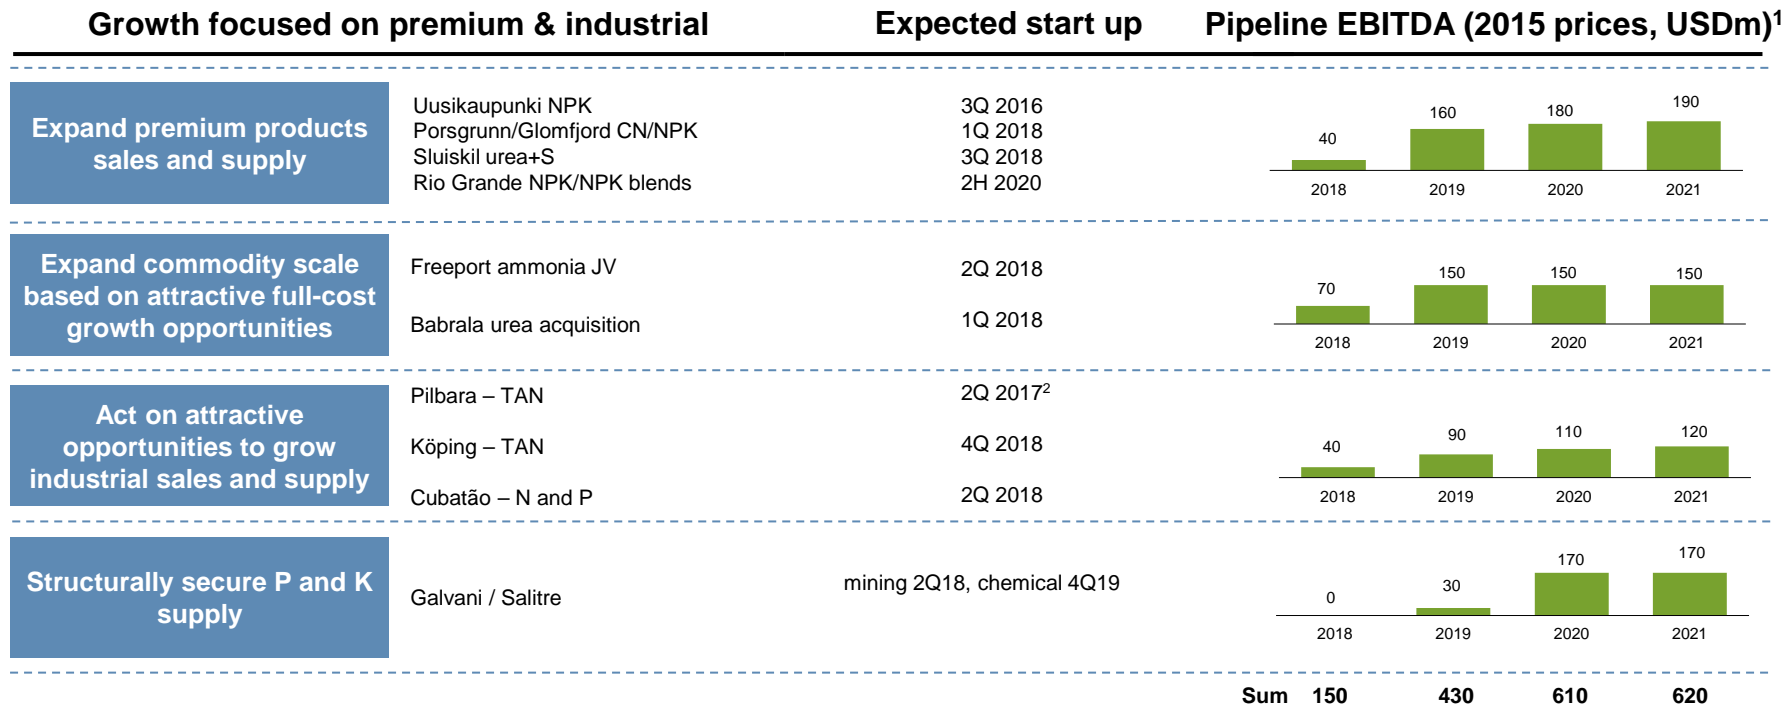 Growth focused on premium & industrial
Expected start up
Pipeline EBITDA (2015 prices, USDm)1
Expand premium products
sales and supply
Uusikaupunki NPK
Porsgrunn/Glomfjord CN/NPK
Sluiskil urea+S
Rio Grande NPK/NPK blends
3Q 2016
1Q 2018
3Q 2018
2H 2020
40 160 180 190
2018 2019 2020 2021
Expand commodity scale
based on attractive full-cost
growth opportunities
Freeport ammonia JV
Babrala urea acquisition
2Q 2018
1Q 2018
70 150 150 150
2018 2019 2020 2021
Act on attractive
opportunities to grow
industrial sales and supply
Pilbara – TAN
Köping – TAN
Cubatão – N and P
2Q 20172
4Q 2018
2Q 2018
40 90 110 120
2018 2019 2020 2021
Structurally secure P and K
supply
Galvani / Salitre
mining 2Q18, chemical 4Q19
0 30 170 170
2018 2019 2020 2021
Sum 150 430 610 620